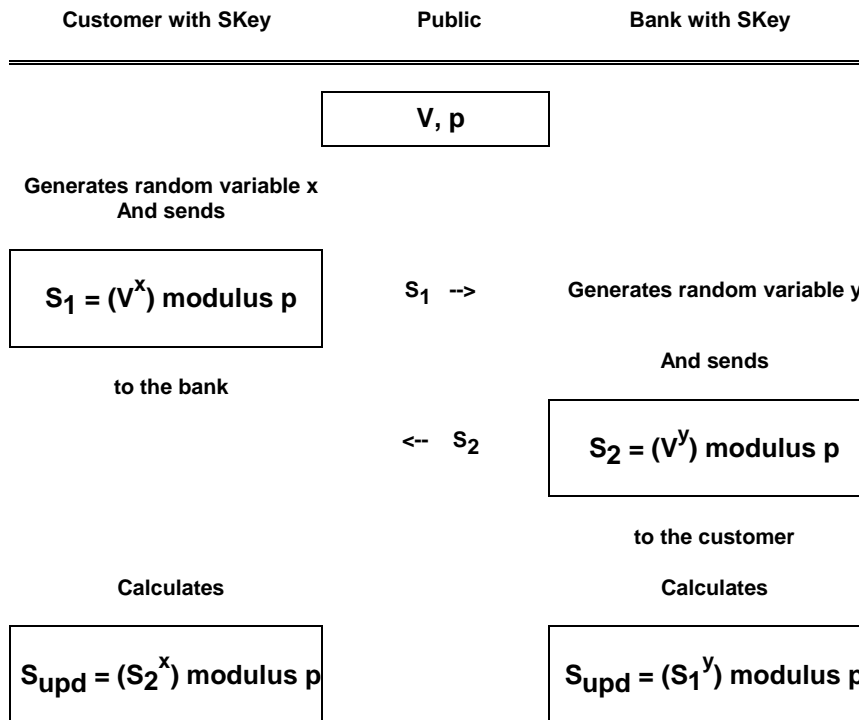 Customer with SKey Public Bank with SKey
V, p
Generates random variable x
And sends
S1 = (V^x) modulus p S1 --> Generates random variable y
And sends
to the bank
<-- S2 S2 = (V^y) modulus p
to the customer
Calculates Calculates
Supd = (S2^x) modulus p Supd = (S1^y) modulus p